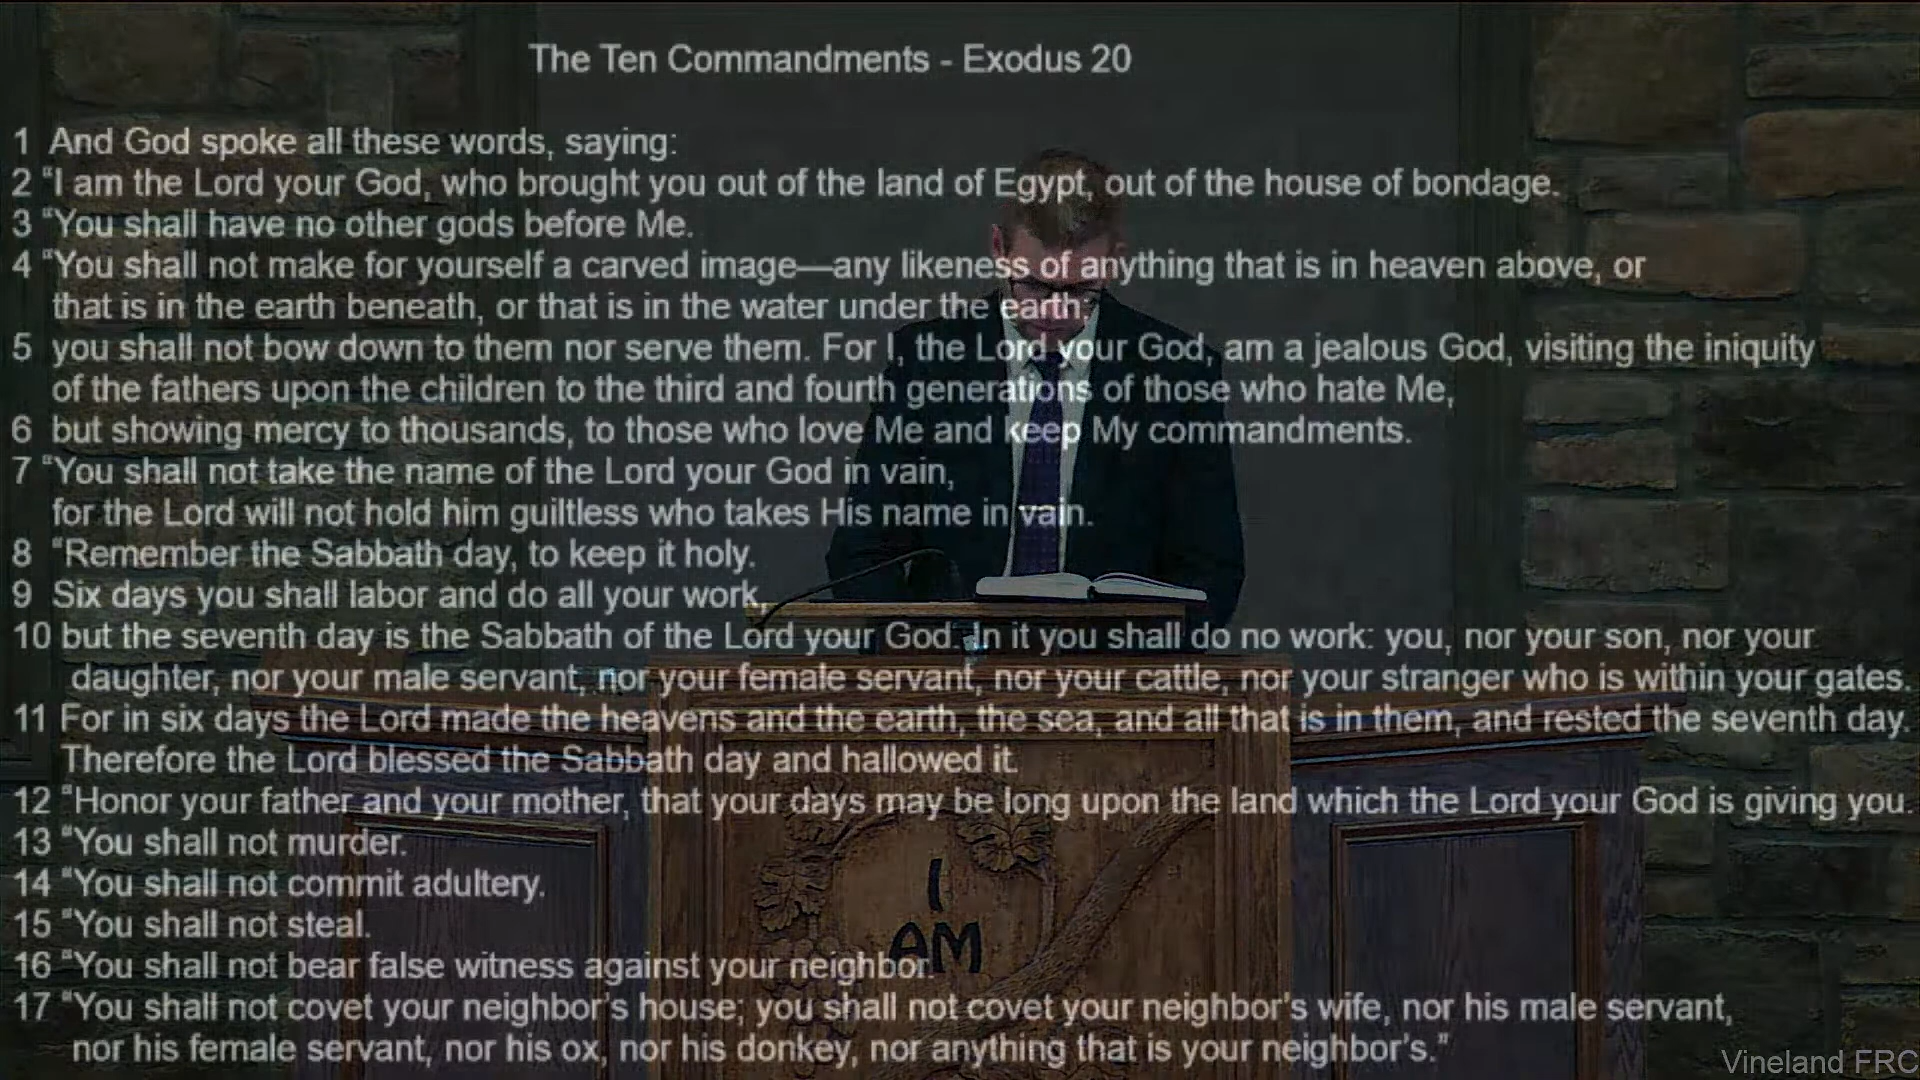 The Ten Commandments - Exodus 20
1 And God spoke all these words, saying:
2 “I am the Lord your God, who brought you out of the land of Egypt, out of the house of bondage.
3 “You shall have no other gods before Me.
4 “You shall not make for yourself a carved image—any likeness of anything that is in heaven above, or
that is in the earth beneath, or that is in the water under the earth;
5 you shall not bow down to them nor serve them. For I, the Lord your God, am a jealous God, visiting the iniquity
of the fathers upon the children to the third and fourth generations of those who hate Me,
6 but showing mercy to thousands, to those who love Me and keep My commandments.
7 “You shall not take the name of the Lord your God in vain,
for the Lord will not hold him guiltless who takes His name in vain.
8 “Remember the Sabbath day, to keep it holy.
9 Six days you shall labor and do all your work,
10 but the seventh day is the Sabbath of the Lord your God. In it you shall do no work: you, nor your son, nor your
daughter, nor your male servant, nor your female servant, nor your cattle, nor your stranger who is within your gates.
11 For in six days the Lord made the heavens and the earth, the sea, and all that is in them, and rested the seventh day.
Therefore the Lord blessed the Sabbath day and hallowed it.
12 “Honor your father and your mother, that your days may be long upon the land which the Lord your God is giving you.
13 “You shall not murder.
14 “You shall not commit adultery.
15 “You shall not steal.
16 “You shall not bear false witness against your neighbor.
17 “You shall not covet your neighbor’s house; you shall not covet your neighbor’s wife, nor his male servant,
nor his female servant, nor his ox, nor his donkey, nor anything that is your neighbor’s.”
I
AM
Vineland FRC